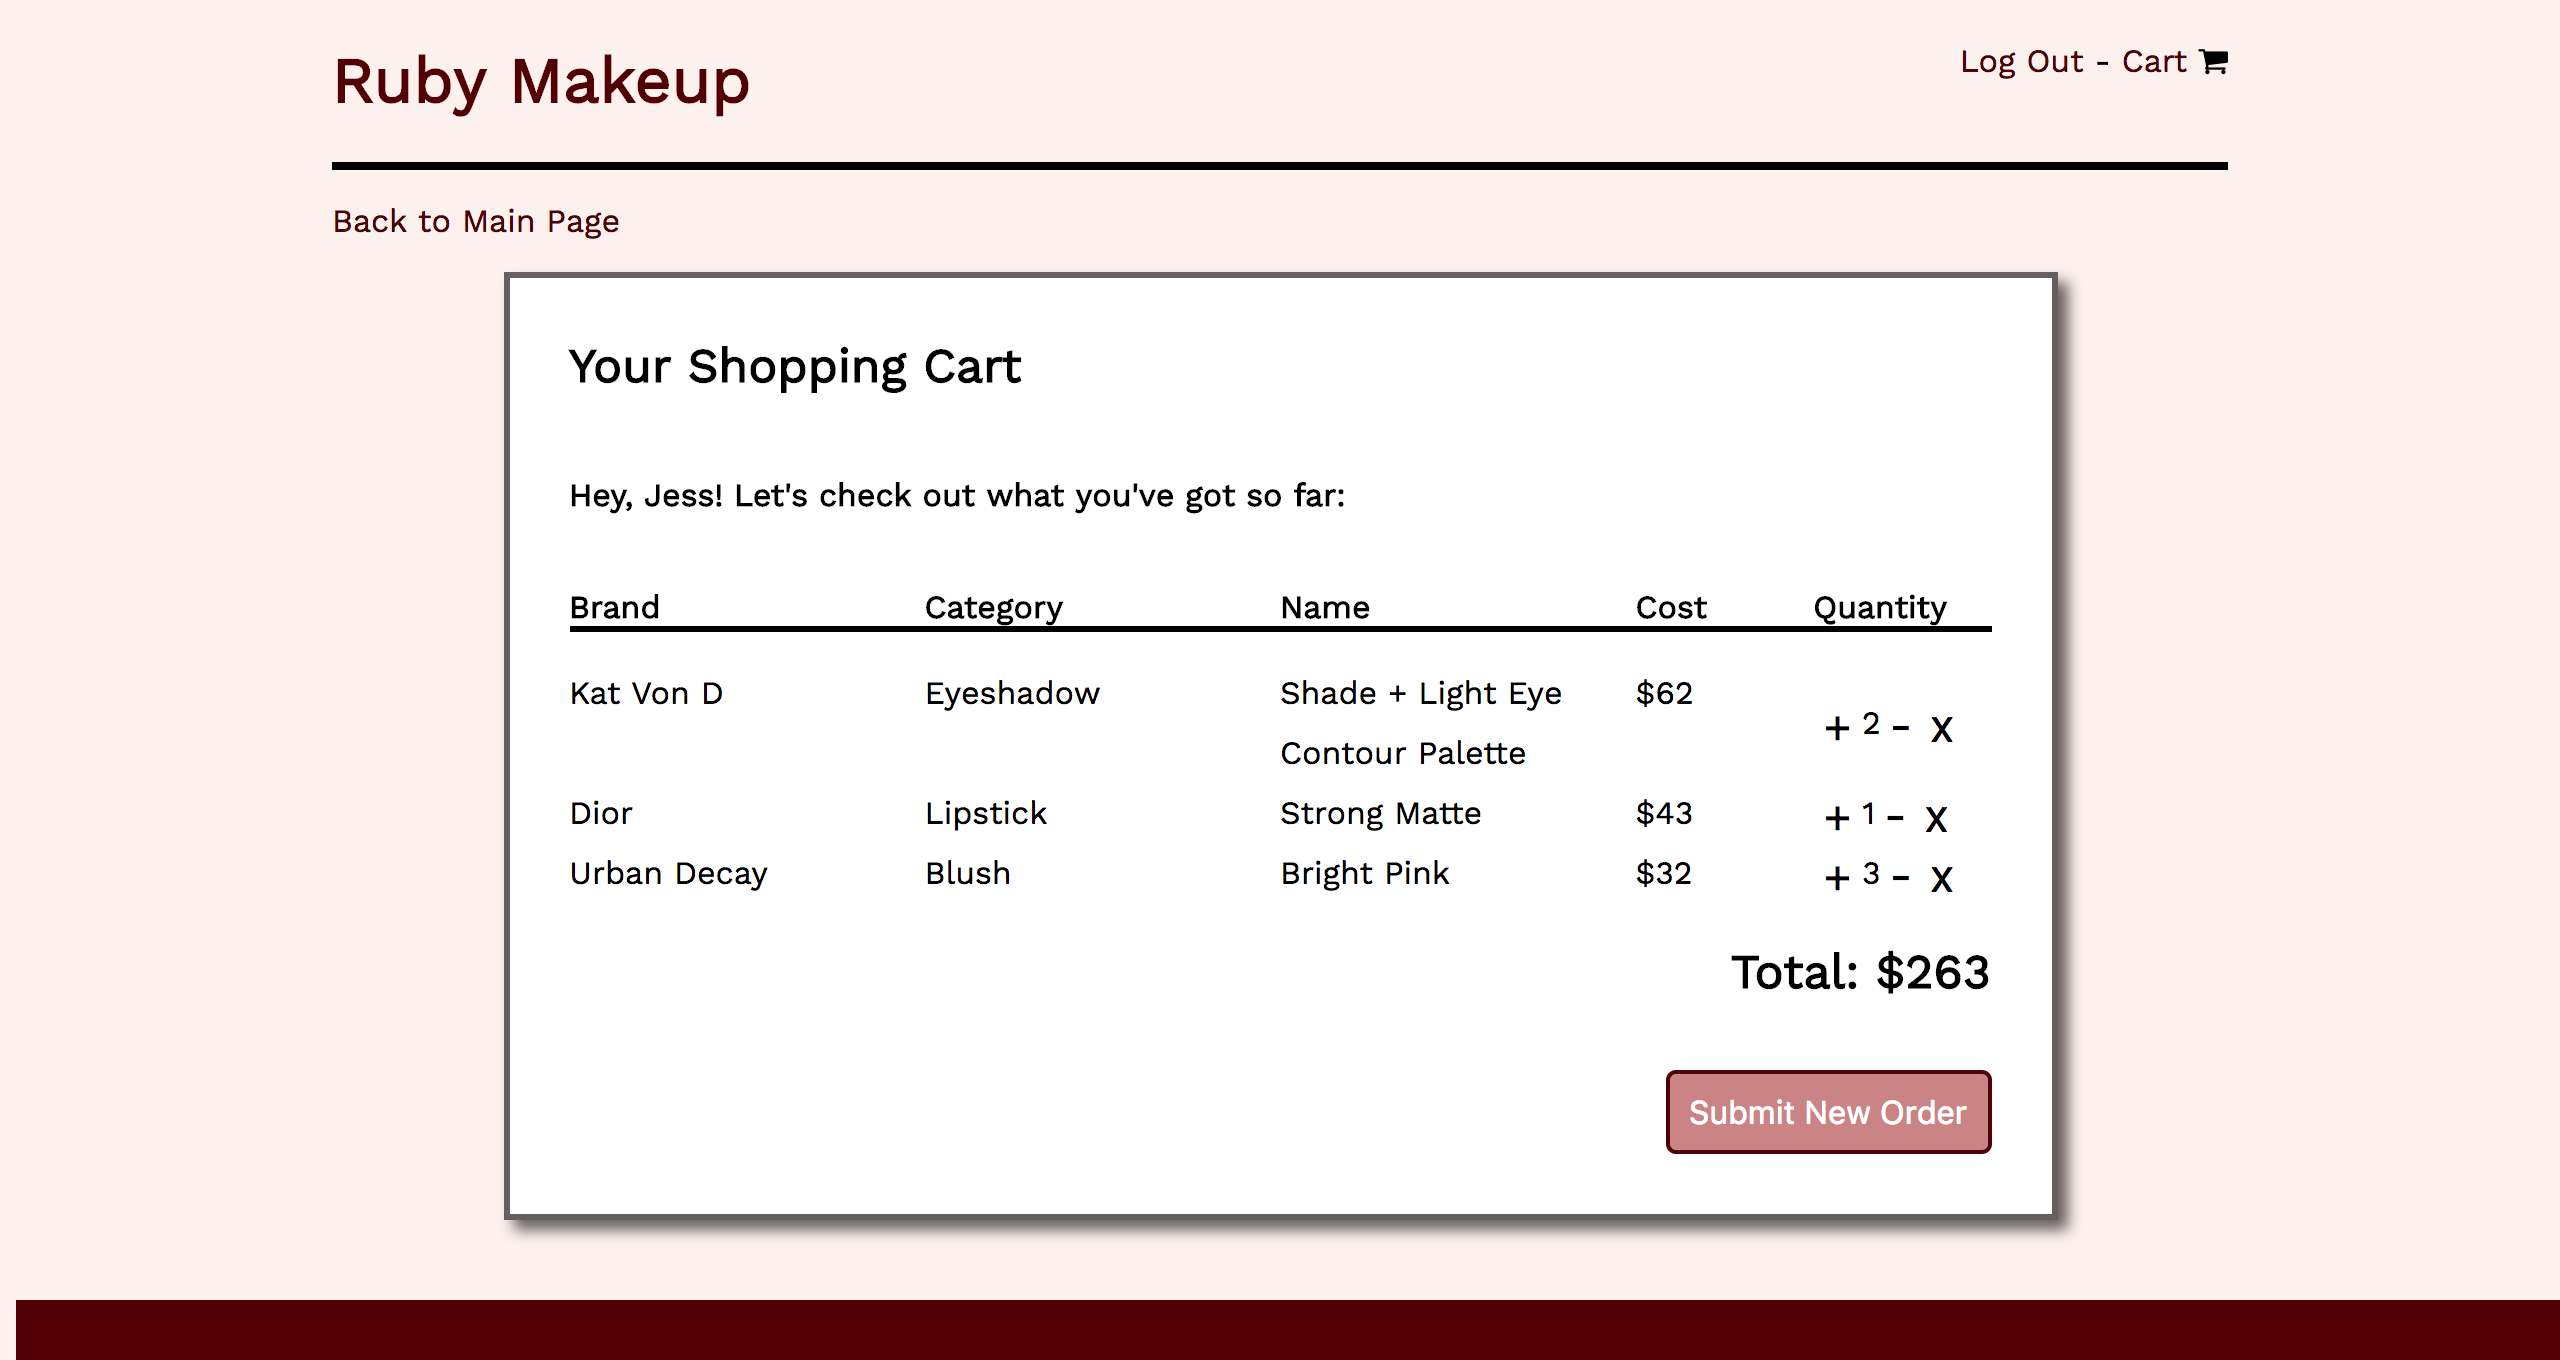 Ruby Makeup
Log Out - Cart
Back to Main Page
Your Shopping Cart
Hey, Jess! Let's check out what you've got so far:
Brand Category Name Cost Quantity
Kat Von D Eyeshadow Shade + Light Eye $62
Contour Palette + 2 - X
Dior Lipstick Strong Matte $43 + 1 - X
Urban Decay Blush Bright Pink $32 + 3 - X
Total: $263
Submit New Order